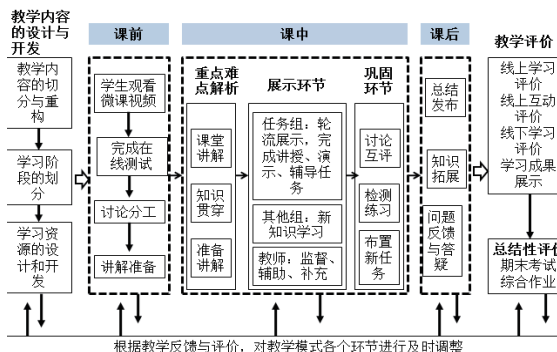 教学内容
的设计与
开发
课前
课中
课后
教学评价
教学内
容的切
分与重
构
学习阶
段的划
分
学习资
源的设
计和开
发
学生观看
微课视频
完成在
线测试
讨论分工
讲解准备
重点难
点解析
课堂
讲解
知识
贯穿
准备
讲解
展示环节
任务组：轮
流展示，完
成讲授、演
示、辅导任
务
其他组：新
知识学习
教师：监督、
辅助、补充
巩固
环节
讨论
互评
检测
练习
布置
新任
务
总结
发布
知识
拓展
问题
反馈
与答
疑
线上学习
评价
线上互动
评价
线下学习
评价
学习成果
展示
总结性评价
期末考试
综合作业
根据教学反馈与评价，对教学模式各个环节进行及时调整